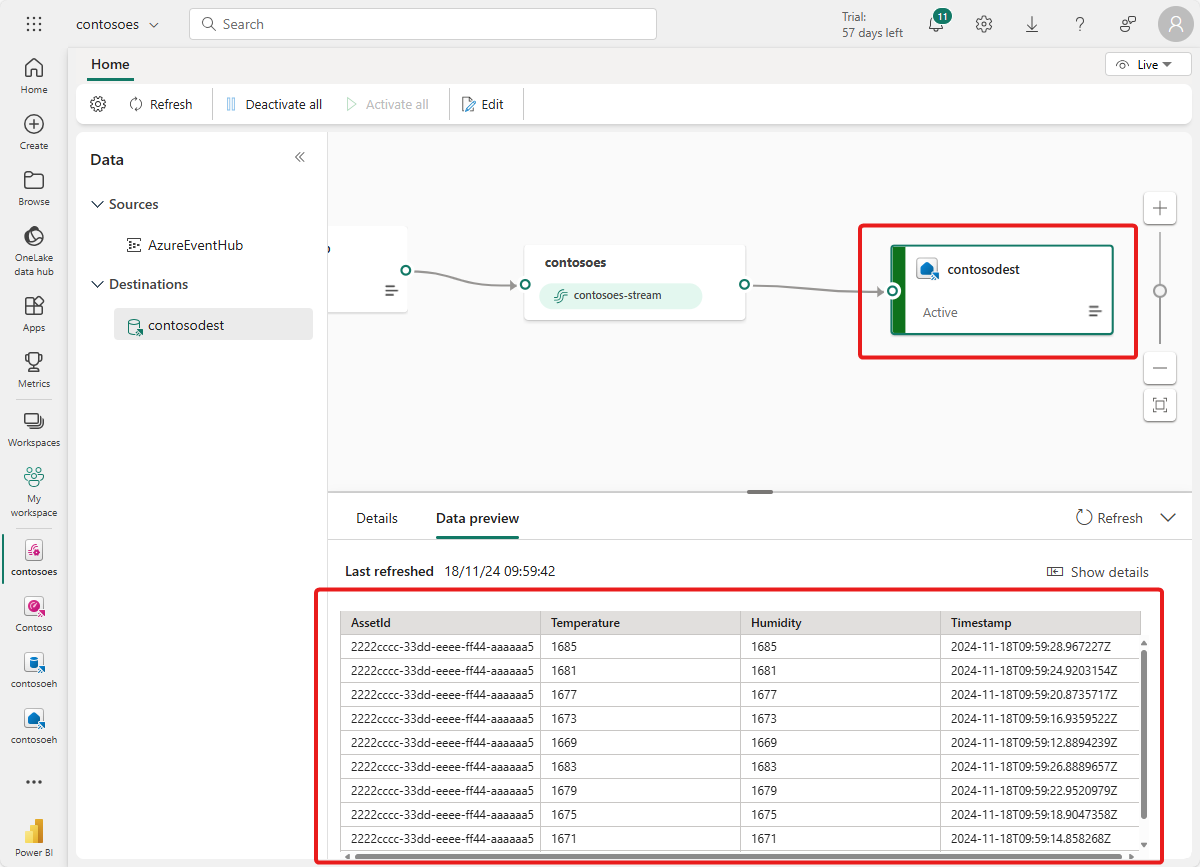 contosoes
Search
Trial:
57 days left
11
Home
Live
Refresh
Deactivate all
Activate all
Edit
Home
Create
Browse
OneLake
data hub
Apps
Metrics
Workspaces
My
workspace
contosoes
Contoso
contosoeh
contosoeh
Power BI
Data
Sources
AzureEventHub
Destinations
contosodest
contosoes
contosoes-stream
contosodest
Active
Details
Data preview
Refresh
Last refreshed 18/11/24 09:59:42
Show details
AssetId Temperature Humidity Timestamp
2222cccc-33dd-eeee-ff44-aaaaaa5 1685 1685 2024-11-18T09:59:28.967227Z
2222cccc-33dd-eeee-ff44-aaaaaa5 1681 1681 2024-11-18T09:59:24.9203154Z
2222cccc-33dd-eeee-ff44-aaaaaa5 1677 1677 2024-11-18T09:59:20.8735717Z
2222cccc-33dd-eeee-ff44-aaaaaa5 1673 1673 2024-11-18T09:59:16.9359522Z
2222cccc-33dd-eeee-ff44-aaaaaa5 1669 1669 2024-11-18T09:59:12.8894239Z
2222cccc-33dd-eeee-ff44-aaaaaa5 1683 1683 2024-11-18T09:59:26.8889657Z
2222cccc-33dd-eeee-ff44-aaaaaa5 1679 1679 2024-11-18T09:59:22.9520979Z
2222cccc-33dd-eeee-ff44-aaaaaa5 1675 1675 2024-11-18T09:59:18.9047358Z
2222cccc-33dd-eeee-ff44-aaaaaa5 1671 1671 2024-11-18T09:59:14.858268Z